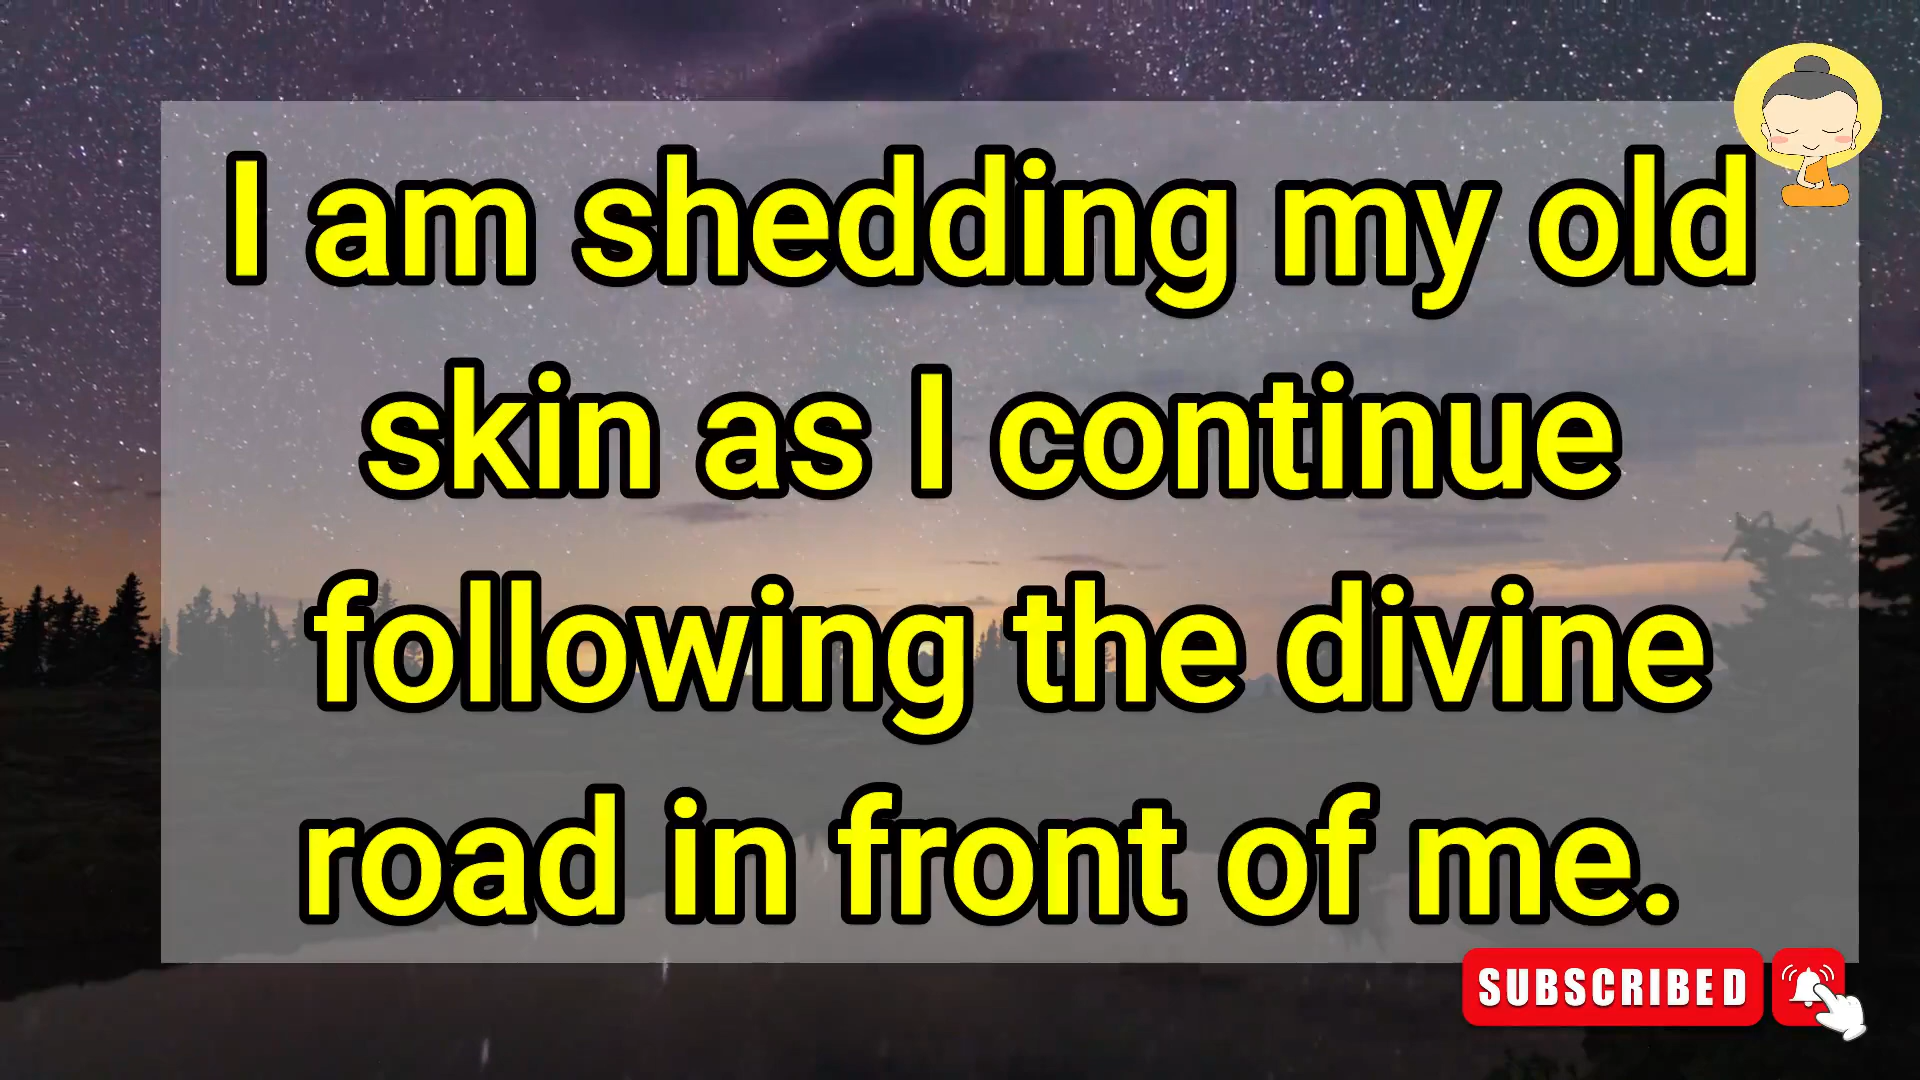 I am shedding my old
skin as I continue
following the divine
road in front of me.
SUBSCRIBED